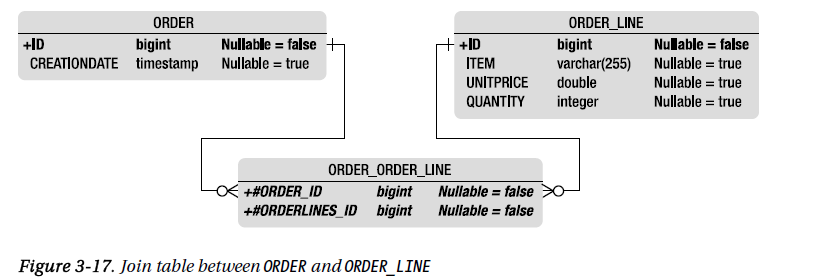 ORDER
+ID bigint Nullable = false
CREATIONDATE timestamp Nullable = true
ORDER_LINE
+ID bigint Nullable = false
ITEM varchar(255) Nullable = true
UNITPRICE double Nullable = true
QUANTITY integer Nullable = true
ORDER_ORDER_LINE
+#ORDER_ID bigint Nullable = false
+#ORDERLINES_ID bigint Nullable = false
Figure 3-17. Join table between ORDER and ORDER_LINE